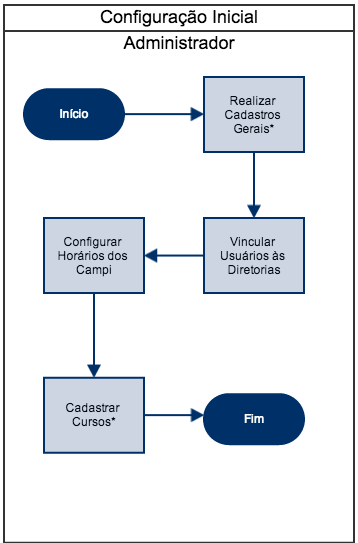 Configuração Inicial
Administrador
Início
Realizar
Cadastros
Gerais*
Vincular
Usuários às
Diretorias
Configurar
Horários dos
Campi
Cadastrar
Cursos*
Fim